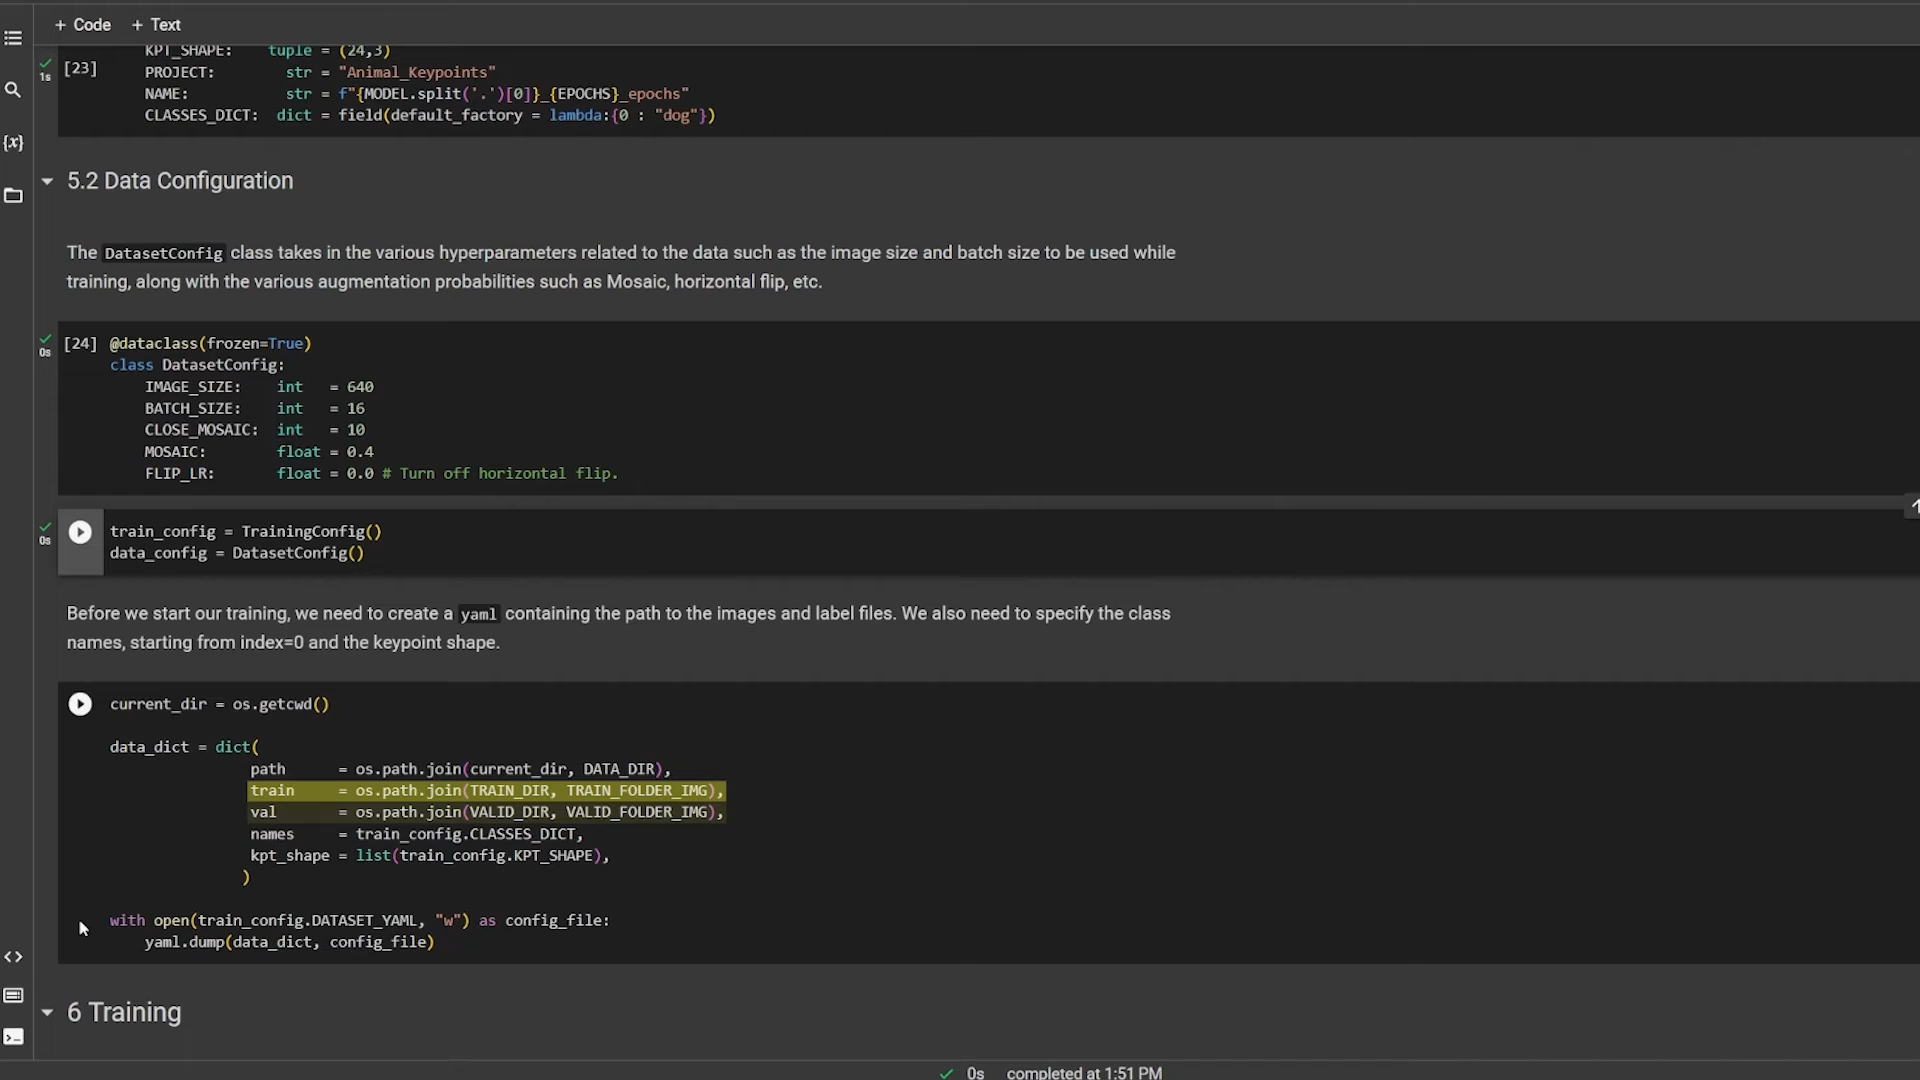 + Code + Text
KPT_SHAPE: tuple = (24,3)
[23] PROJECT: str = "Animal_Keypoints"
1s
NAME: str = f"{MODEL.split('.')[0]}_{EPOCHS}_epochs"
CLASSES_DICT: dict = field(default_factory = lambda:{0 : "dog"})
{x}
5.2 Data Configuration
The DatasetConfig class takes in the various hyperparameters related to the data such as the image size and batch size to be used while
training, along with the various augmentation probabilities such as Mosaic, horizontal flip, etc.
[24] @dataclass(frozen=True)
0s
class DatasetConfig:
IMAGE_SIZE: int = 640
BATCH_SIZE: int = 16
CLOSE_MOSAIC: int = 10
MOSAIC: float = 0.4
FLIP_LR: float = 0.0 # Turn off horizontal flip.
train_config = TrainingConfig()
0s
data_config = DatasetConfig()
Before we start our training, we need to create a yaml containing the path to the images and label files. We also need to specify the class
names, starting from index=0 and the keypoint shape.
current_dir = os.getcwd()
data_dict = dict(
path = os.path.join(current_dir, DATA_DIR),
train = os.path.join(TRAIN_DIR, TRAIN_FOLDER_IMG),
val = os.path.join(VALID_DIR, VALID_FOLDER_IMG),
names = train_config.CLASSES_DICT,
kpt_shape = list(train_config.KPT_SHAPE),
)
with open(train_config.DATASET_YAML, "w") as config_file:
yaml.dump(data_dict, config_file)
6 Training
0s completed at 1:51 PM